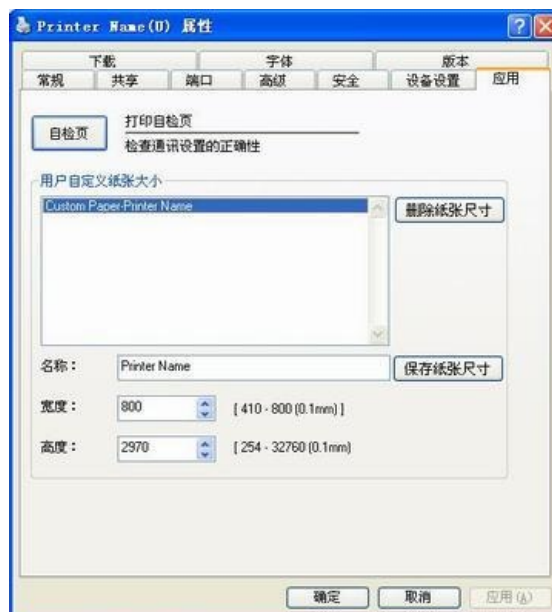 Printer Name(U) 属性
下载 字体 版本
常规 共享 端口 高级 安全 设备设置 应用
自检页
打印自检页
检查通讯设置的正确性
用户自定义纸张大小
Custom Paper-Printer Name
删除纸张尺寸
名称： Printer Name 保存纸张尺寸
宽度： 800 [ 410 - 800 (0.1mm) ]
高度： 2970 [ 254 - 32760 (0.1mm)
确定 取消 应用(A)